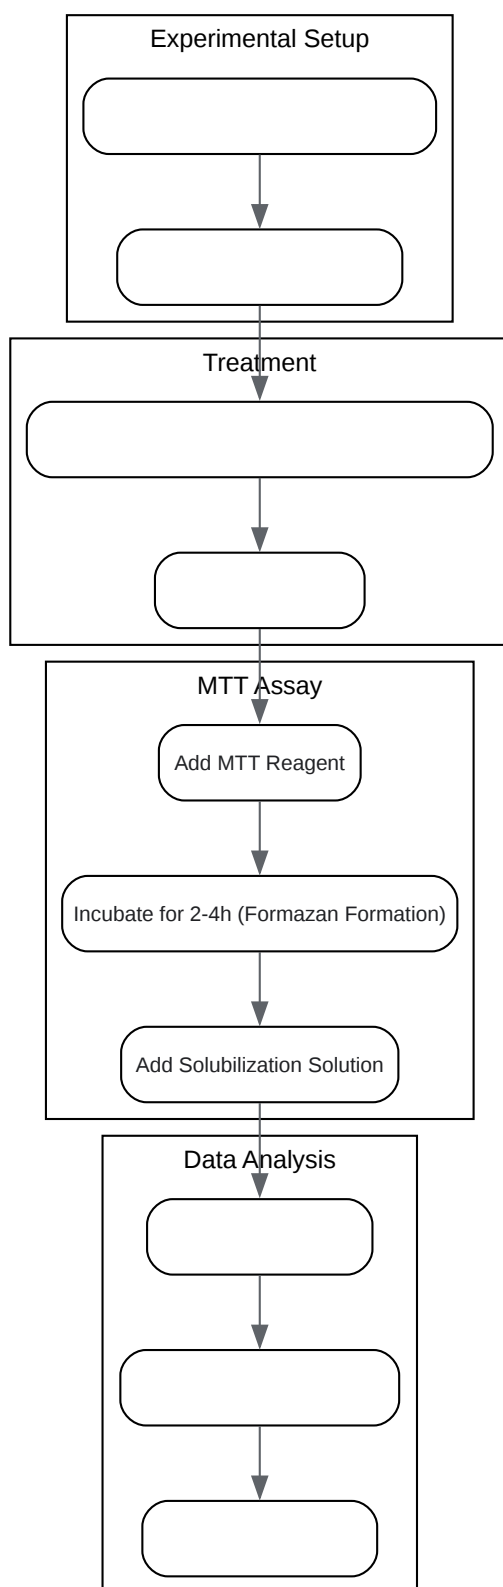 Experimental Setup
Treatment
MTT Assay
Add MTT Reagent
Incubate for 2-4h (Formazan Formation)
Add Solubilization Solution
Data Analysis